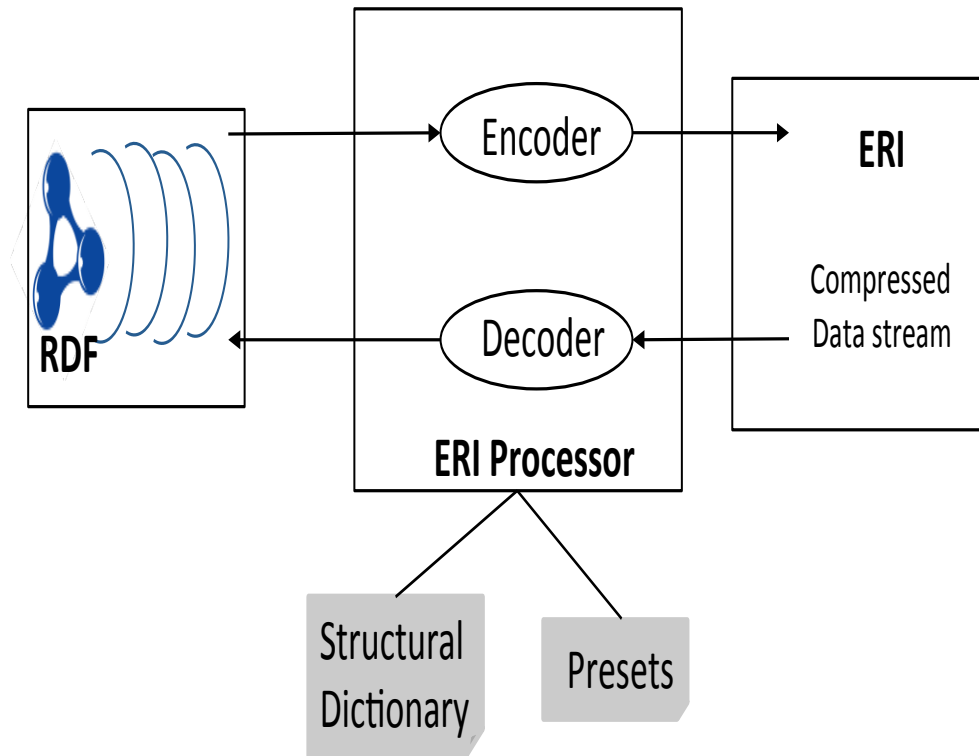 Encoder
ERI
Compressed
Data stream
RDF
Decoder
ERI Processor
Structural
Dictionary
Presets